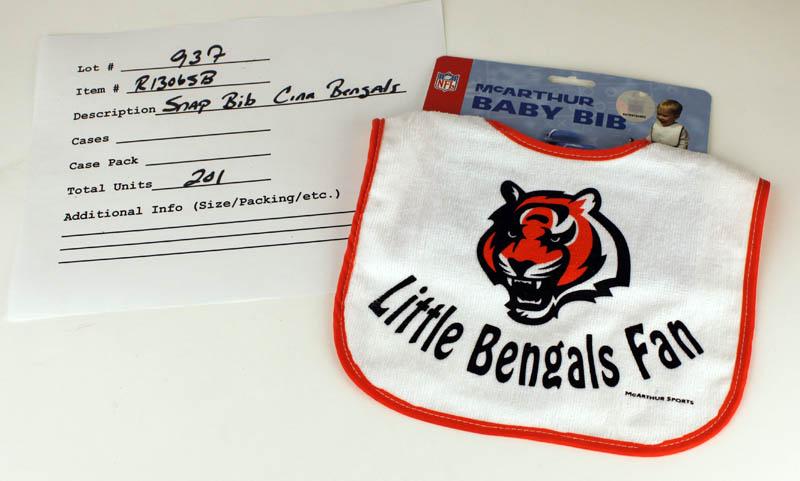 Lot # 937
Item # R13065B
Description Snap Bib Cinn Bengals
Cases
Case Pack
Total Units 201
Additional Info (Size/Packing/etc.)
NFL
McARTHUR
BABY BIB
Little Bengals Fan
McARTHUR SPORTS